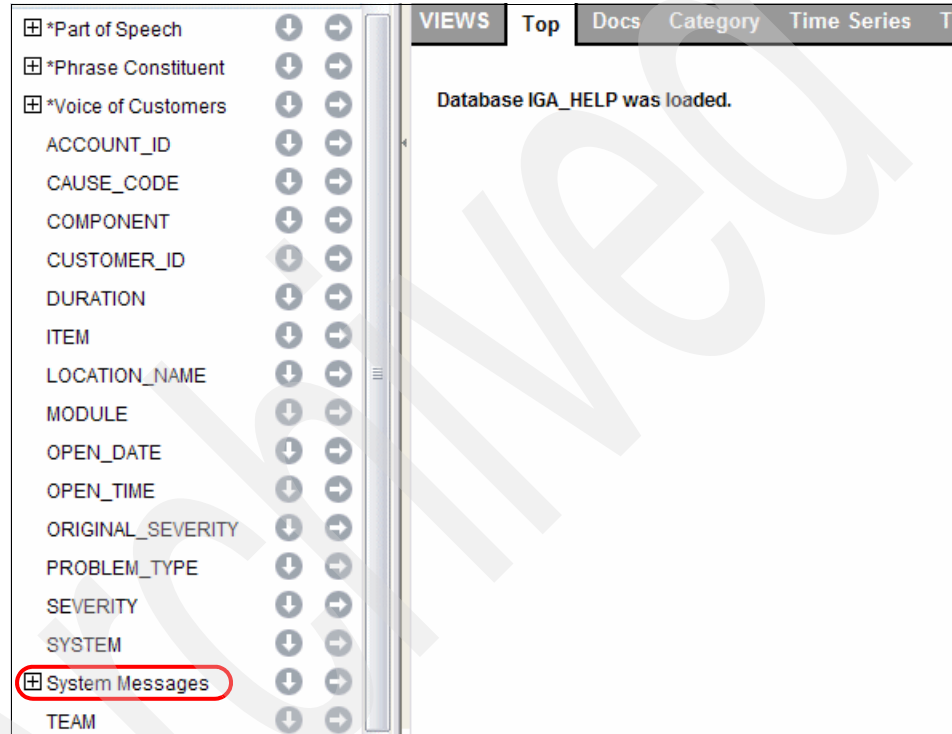 *Part of Speech
*Phrase Constituent
*Voice of Customers
ACCOUNT_ID
CAUSE_CODE
COMPONENT
CUSTOMER_ID
DURATION
ITEM
LOCATION_NAME
MODULE
OPEN_DATE
OPEN_TIME
ORIGINAL_SEVERITY
PROBLEM_TYPE
SEVERITY
SYSTEM
System Messages
TEAM
VIEWS Top Docs Category Time Series
Database IGA_HELP was loaded.